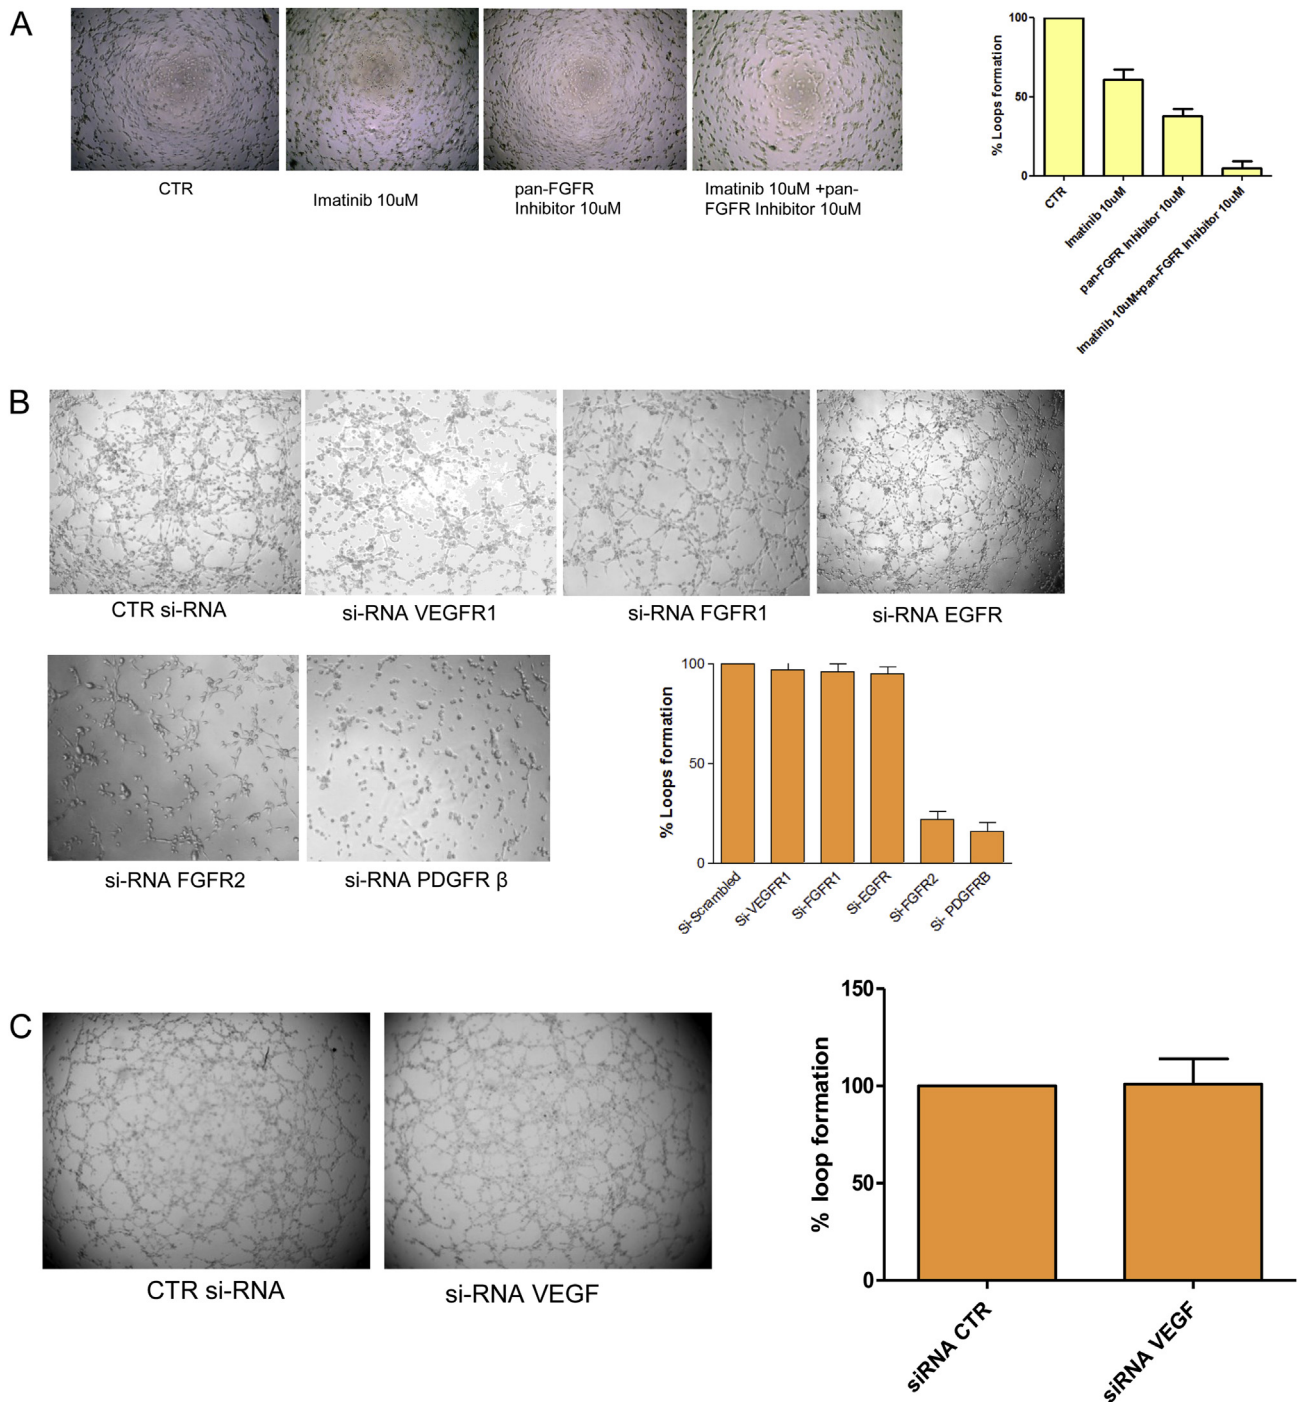 A
CTR
Imatinib 10uM
pan-FGFR
Inhibitor 10uM
Imatinib 10uM +pan-
FGFR Inhibitor 10uM
% Loops formation
100
50
0
CTR
Imatinib 10uM
pan-FGFR Inhibitor 10uM
Imatinib 10uM+pan-FGFR Inhibitor 10uM
B
CTR si-RNA
si-RNA VEGFR1
si-RNA FGFR1
si-RNA EGFR
si-RNA FGFR2
si-RNA PDGFR β
% Loops formation
100
50
0
Si-Scrambled
Si-VEGFR1
Si-FGFR1
Si-EGFR
Si-FGFR2
Si- PDGFRB
C
CTR si-RNA
si-RNA VEGF
% loop formation
150
100
50
0
siRNA CTR
siRNA VEGF